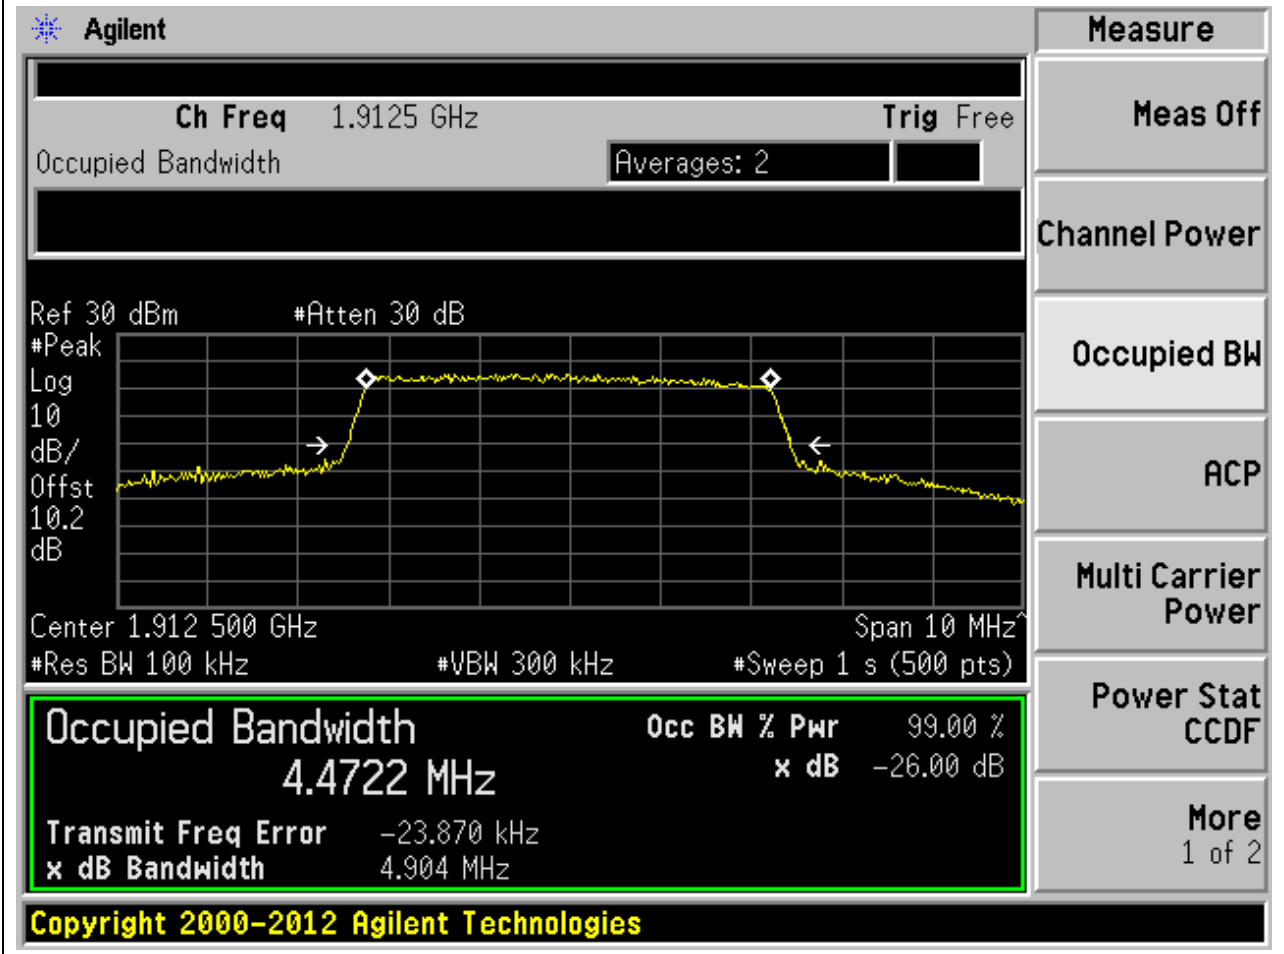 Agilent
Measure
Ch Freq 1.9125 GHz Trig Free
Occupied Bandwidth Averages: 2
Meas Off
Channel Power
Occupied BW
ACP
Multi Carrier
Power
Power Stat
CCDF
More
1 of 2
Ref 30 dBm #Atten 30 dB
#Peak
Log
10
dB/
Offst
10.2
dB
Center 1.912 500 GHz Span 10 MHz^
#Res BW 100 kHz #VBW 300 kHz #Sweep 1 s (500 pts)
Occupied Bandwidth Occ BW % Pwr 99.00 %
4.4722 MHz x dB -26.00 dB
Transmit Freq Error -23.870 kHz
x dB Bandwidth 4.904 MHz
Copyright 2000-2012 Agilent Technologies